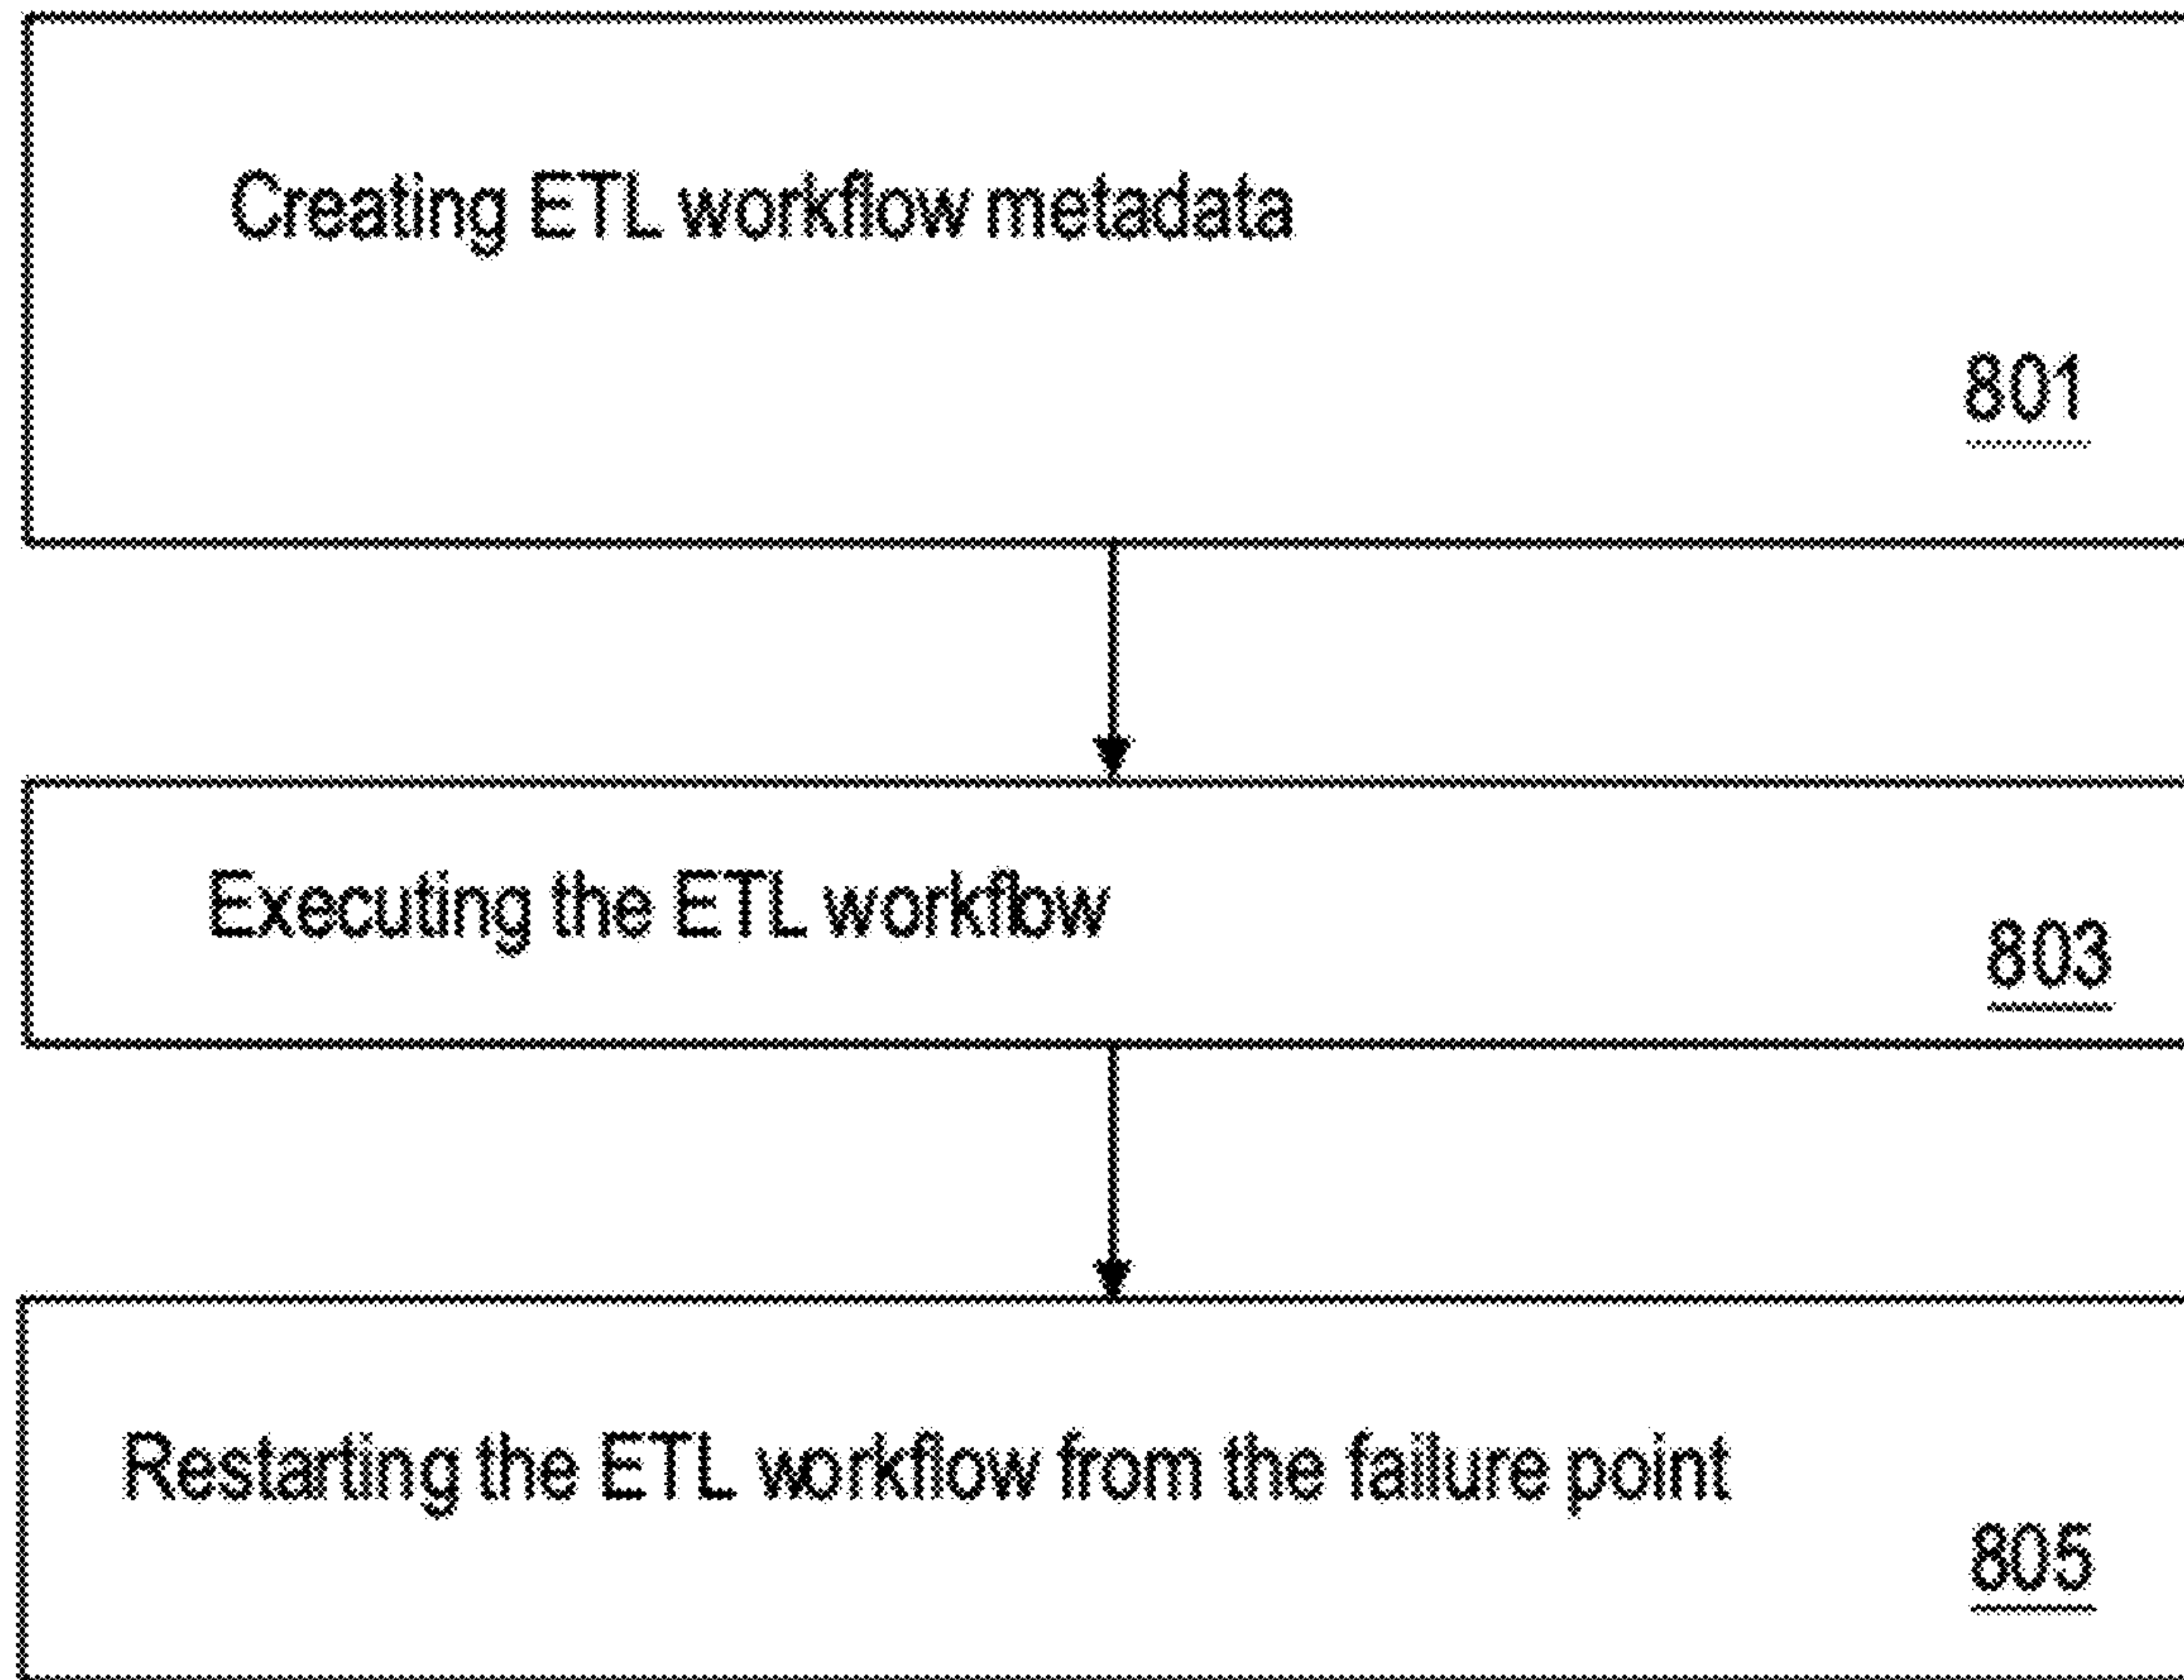 Creating ETL workflow metadata
801
Executing the ETL workflow
803
Restarting the ETL workflow from the failure point
805